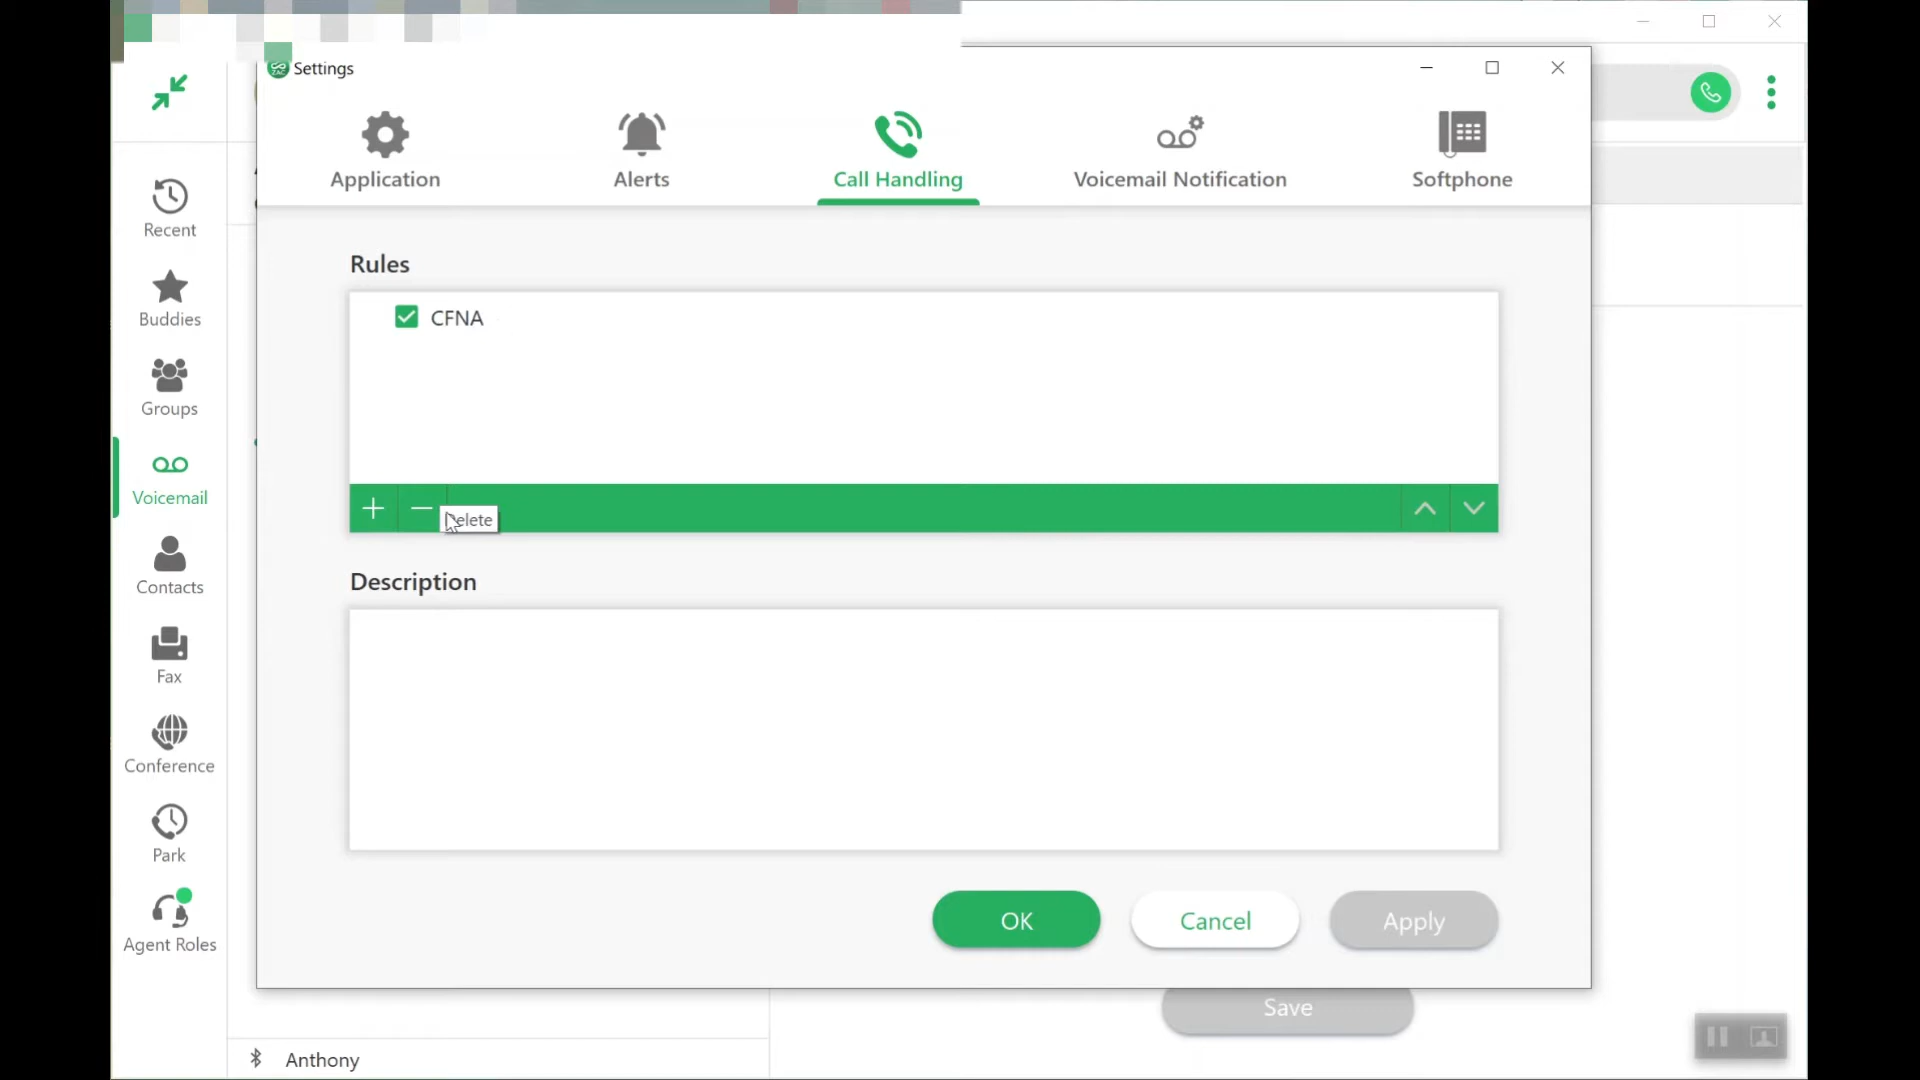 Settings
Application
Alerts
Call Handling
Voicemail Notification
Softphone
Recent
Buddies
Groups
Voicemail
Contacts
Fax
Conference
Park
Agent Roles
Rules
CFNA
Delete
Description
OK
Cancel
Apply
Save
Anthony